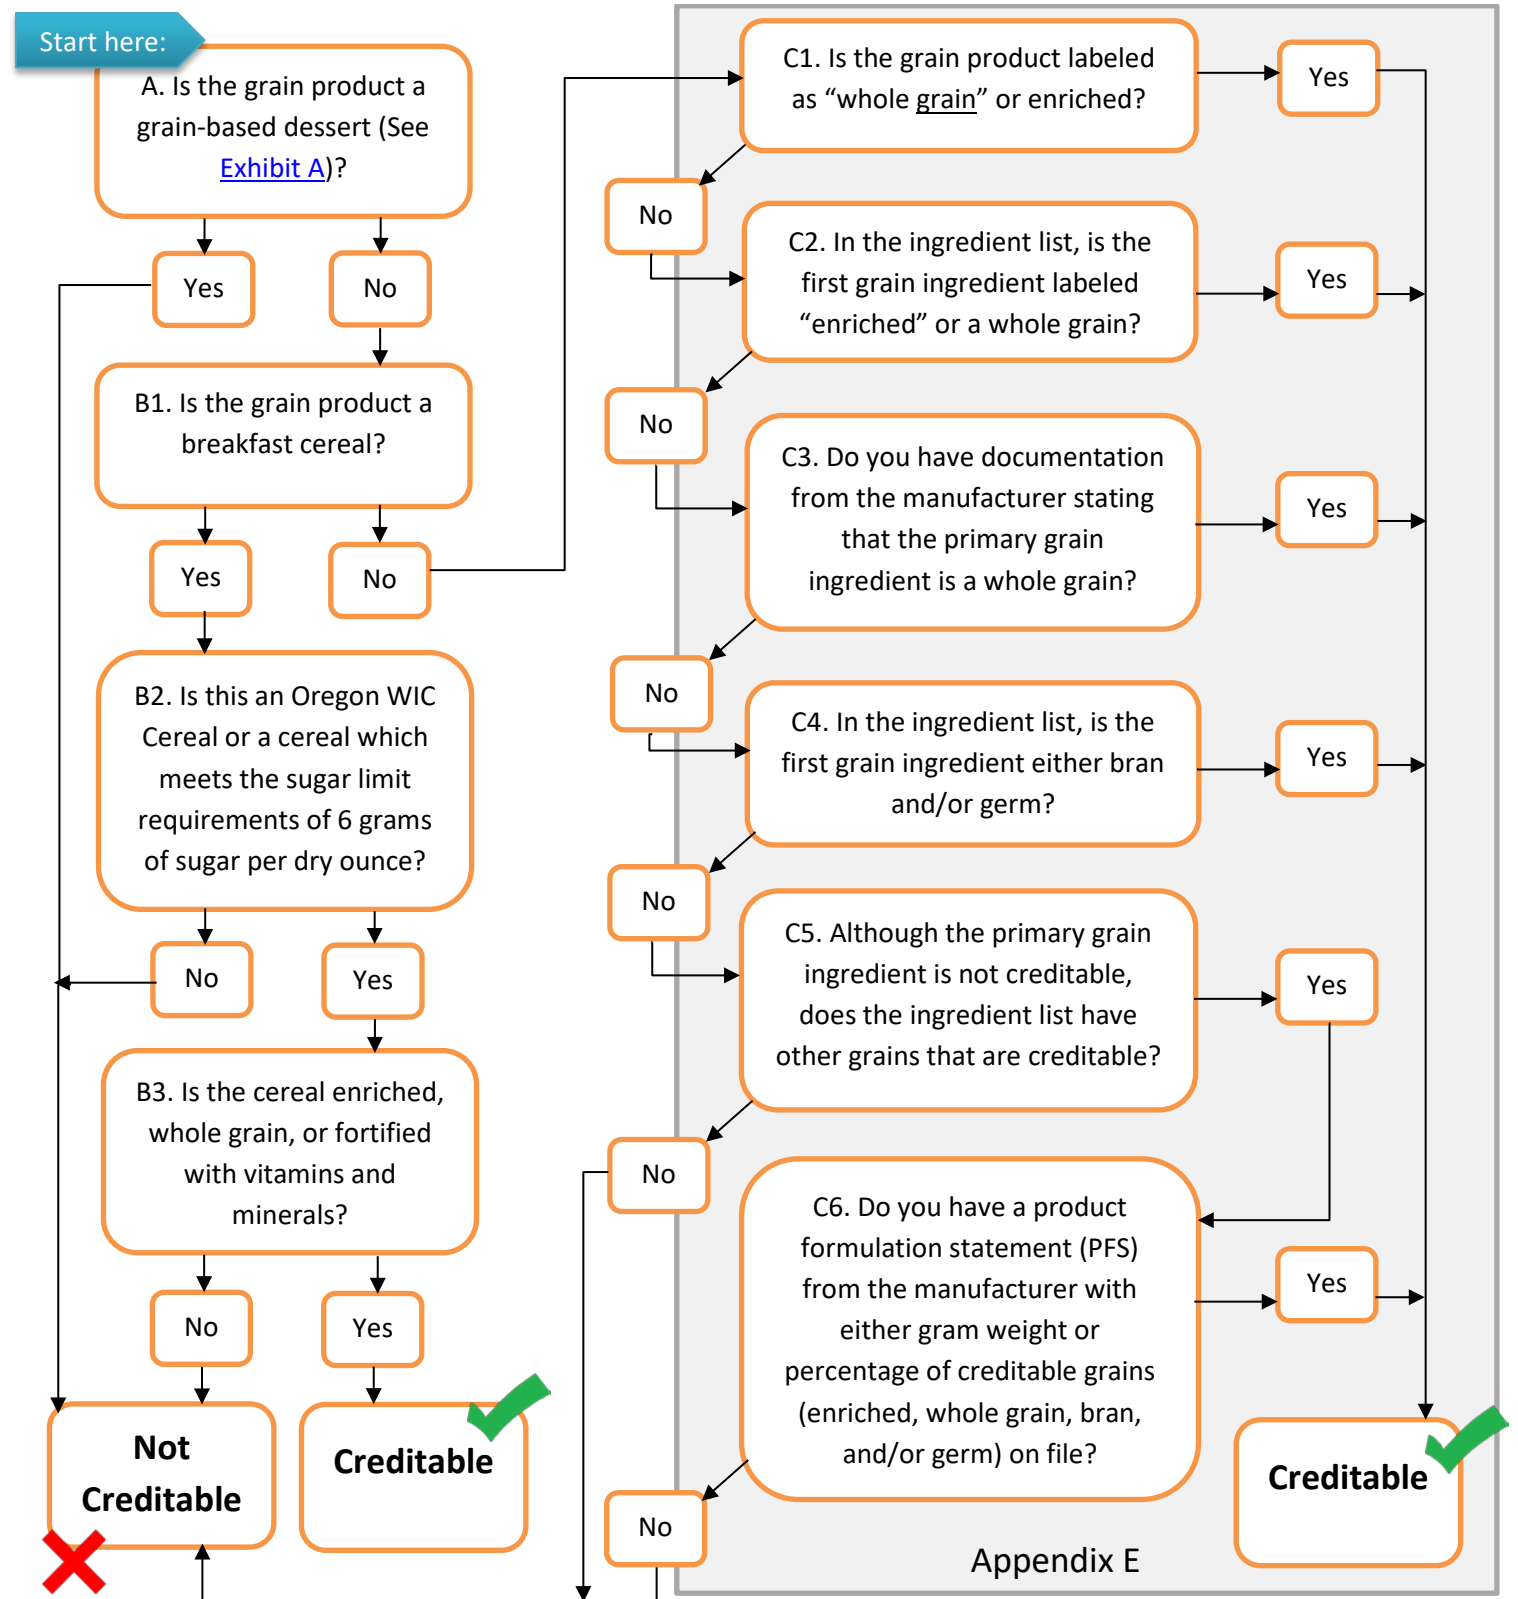 Start here:
A. Is the grain product a
grain-based dessert (See
Exhibit A)?
Yes
No
B1. Is the grain product a
breakfast cereal?
Yes
No
B2. Is this an Oregon WIC
Cereal or a cereal which
meets the sugar limit
requirements of 6 grams
of sugar per dry ounce?
No
Yes
B3. Is the cereal enriched,
whole grain, or fortified
with vitamins and
minerals?
No
Yes
Not
Creditable
Creditable
C1. Is the grain product labeled
as “whole grain” or enriched?
Yes
No
C2. In the ingredient list, is the
first grain ingredient labeled
“enriched” or a whole grain?
Yes
No
C3. Do you have documentation
from the manufacturer stating
that the primary grain
ingredient is a whole grain?
Yes
No
C4. In the ingredient list, is the
first grain ingredient either bran
and/or germ?
Yes
No
C5. Although the primary grain
ingredient is not creditable,
does the ingredient list have
other grains that are creditable?
Yes
No
C6. Do you have a product
formulation statement (PFS)
from the manufacturer with
either gram weight or
percentage of creditable grains
(enriched, whole grain, bran,
and/or germ) on file?
Yes
No
Creditable
Appendix E